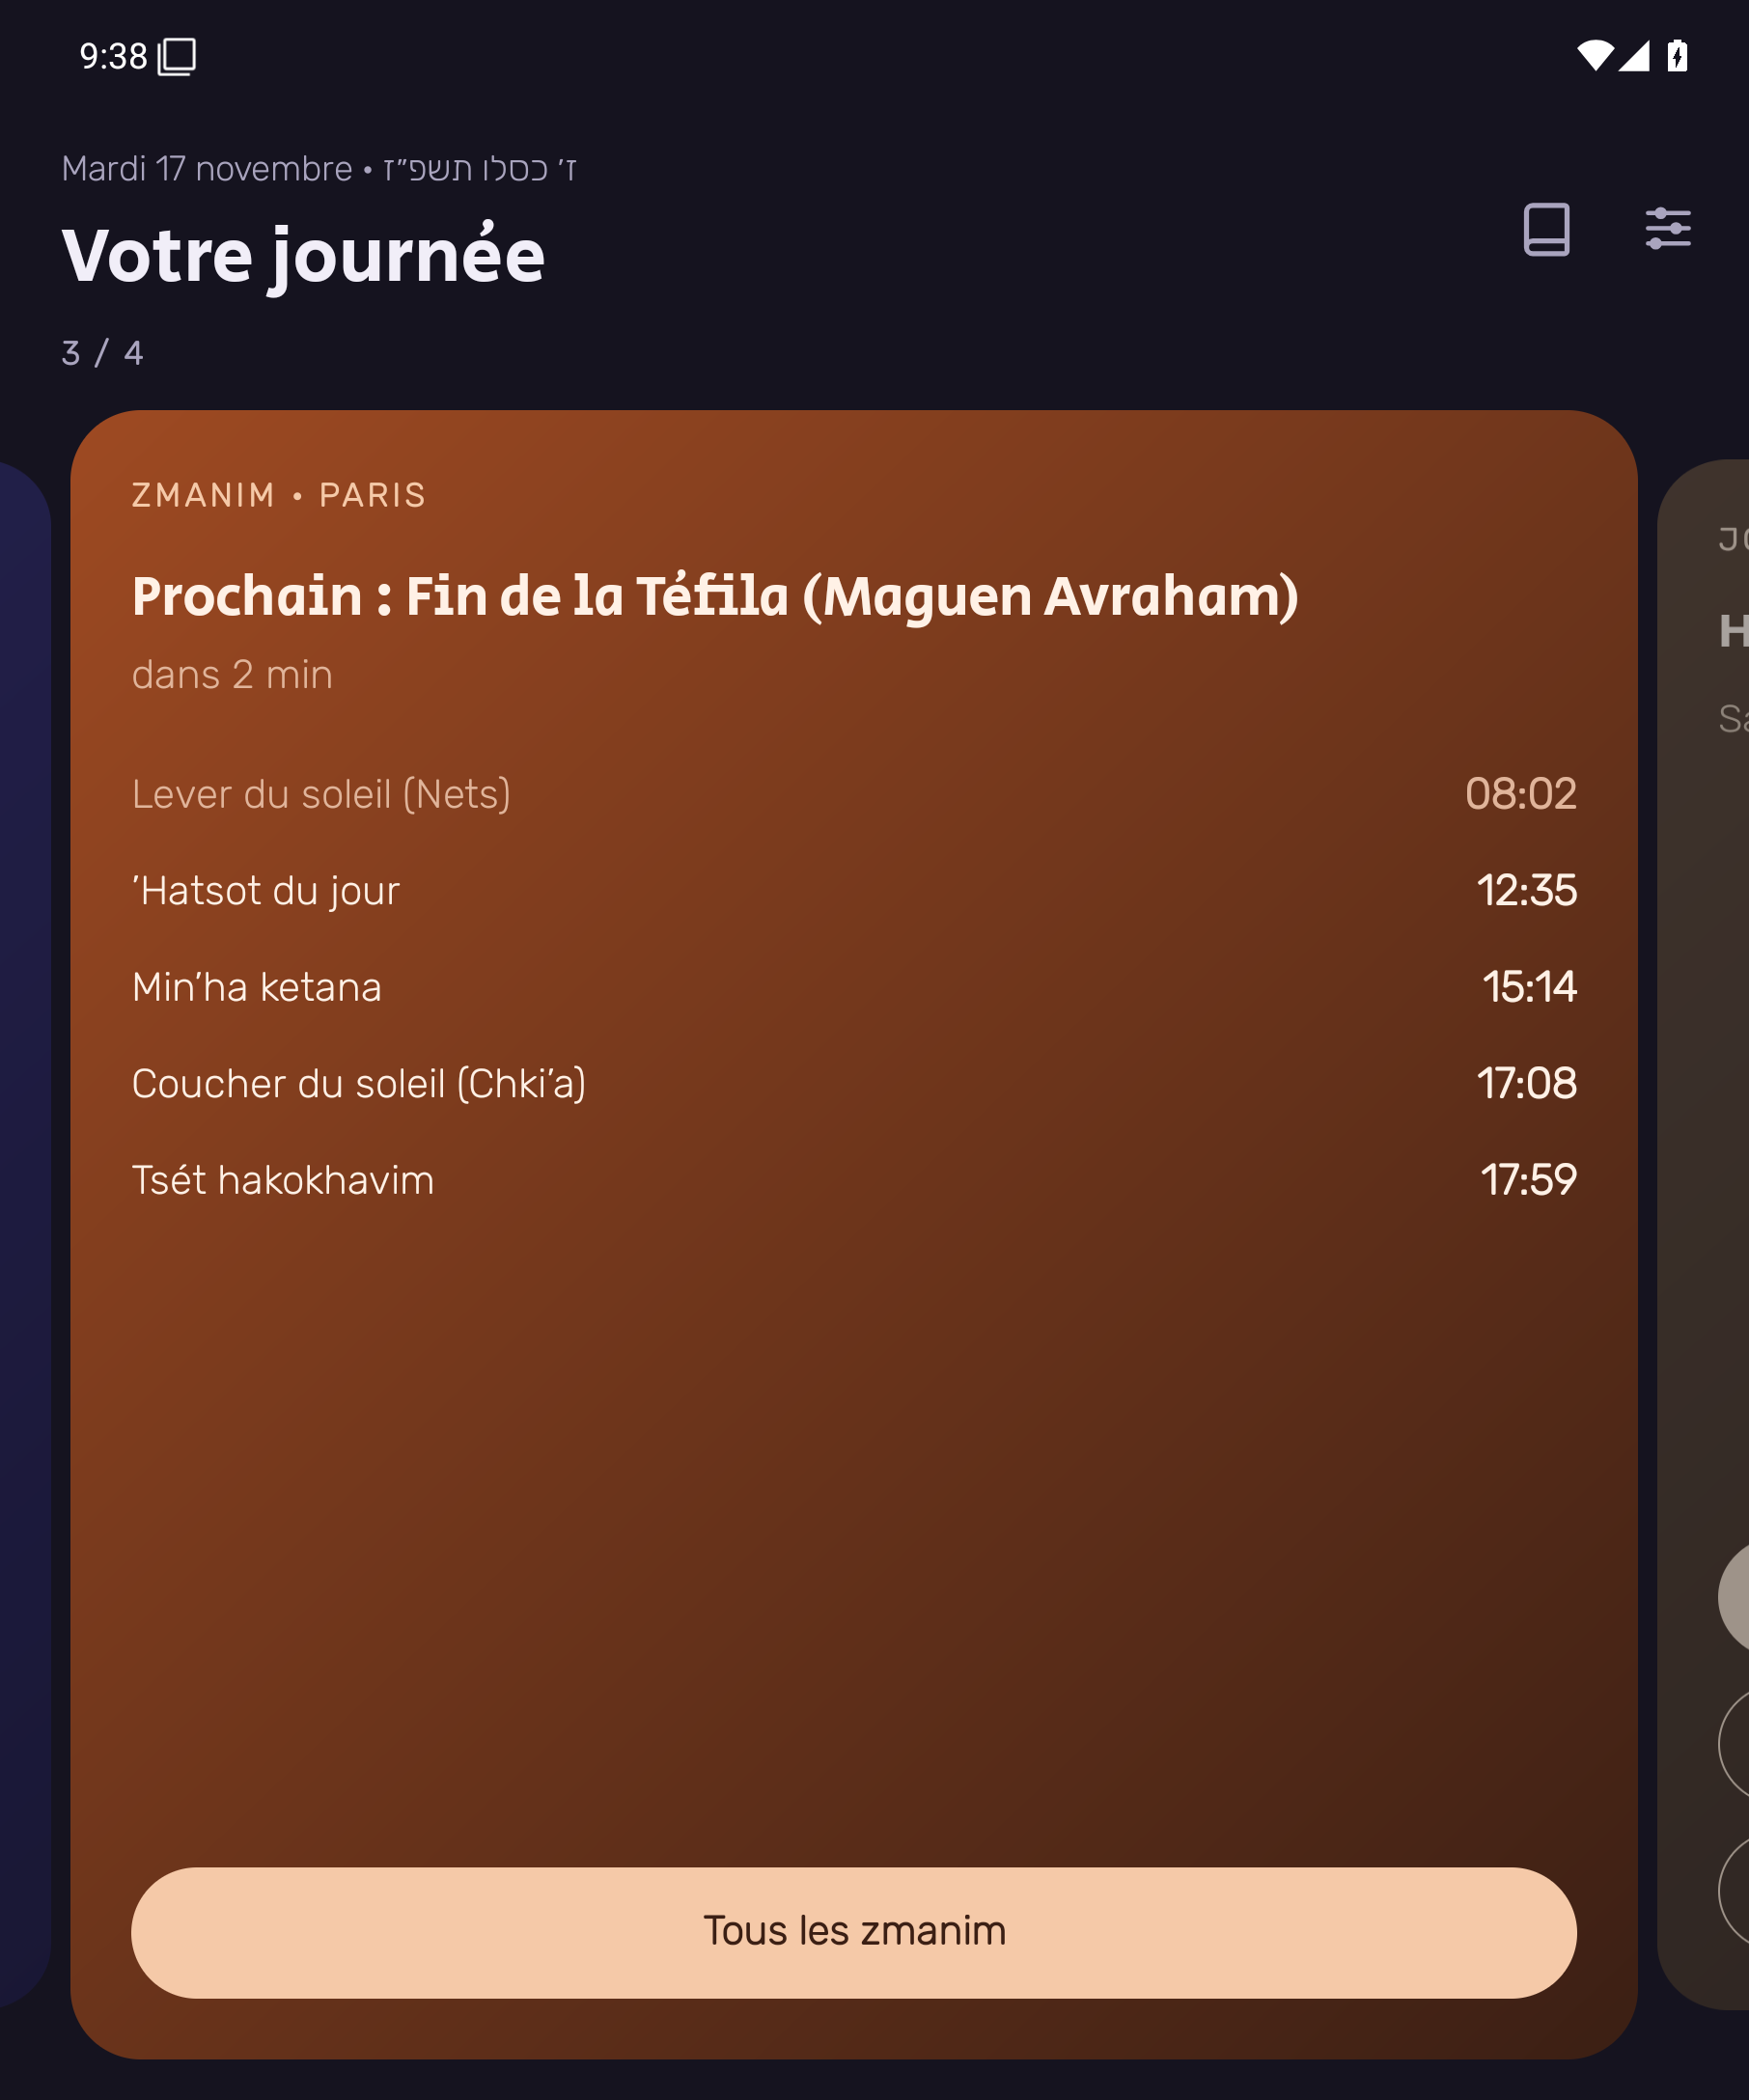 9:38
Mardi 17 novembre • ז׳ כסלו תשפ״ז
Votre journée
3 / 4
ZMANIM • PARIS
Prochain : Fin de la Téfila (Maguen Avraham)
dans 2 min
Lever du soleil (Nets) 08:02
’Hatsot du jour 12:35
Min’ha ketana 15:14
Coucher du soleil (Chki’a) 17:08
Tsét hakokhavim 17:59
Tous les zmanim